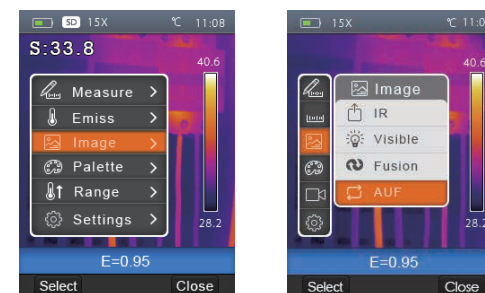 SD 15X ℃ 11:08
S:33.8
40.6
Measure
Emiss
Image
Palette
Range
Settings
28.2
E=0.95
Select Close
15X ℃ 11:0
40.6
Image
IR
Visible
Fusion
AUF
28.2
E=0.95
Select Close